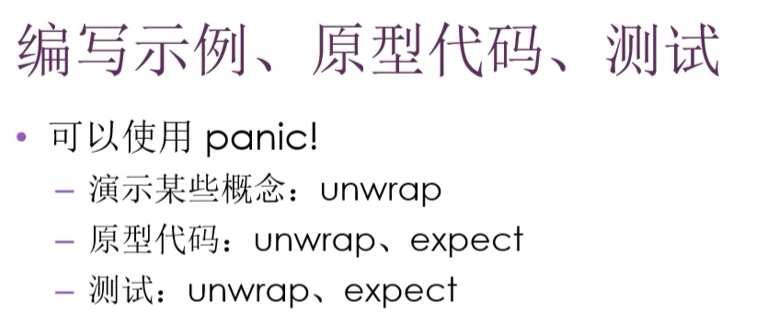 编写示例、原型代码、测试
• 可以使用 panic!
– 演示某些概念：unwrap
– 原型代码：unwrap、expect
– 测试：unwrap、expect